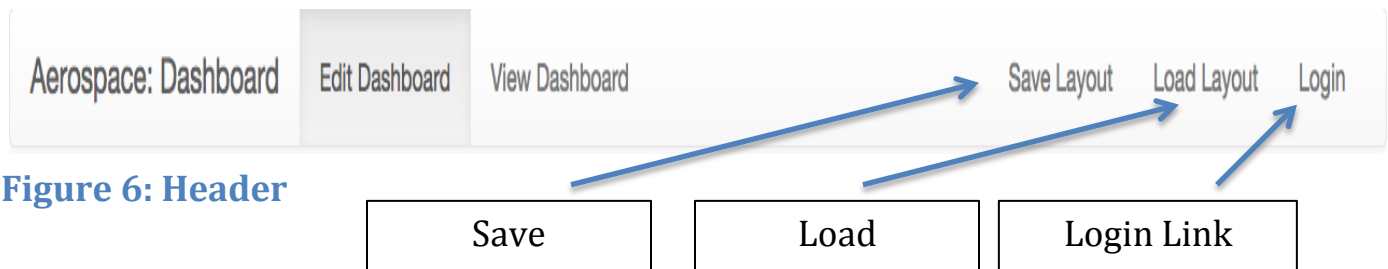 Aerospace: Dashboard Edit Dashboard View Dashboard Save Layout Load Layout Login
Figure 6: Header
Save Load Login Link